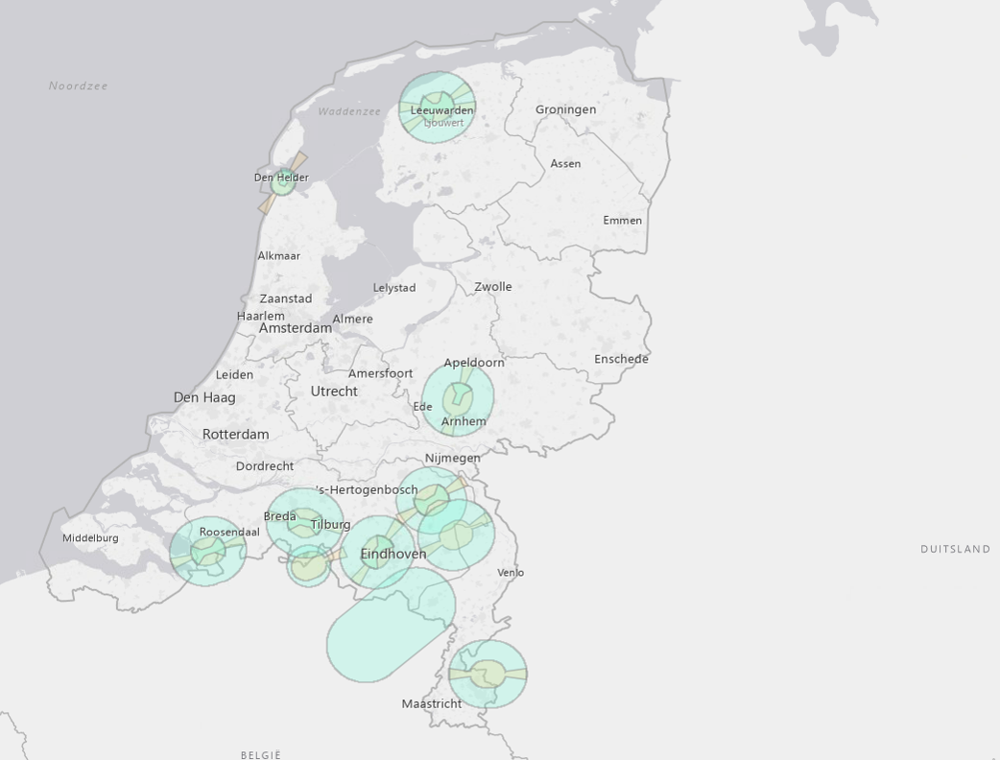 Noordzee
Waddenzee
Leeuwarden
Ljouwert
Groningen
Assen
Den Helder
Emmen
Alkmaar
Lelystad
Zwolle
Zaanstad
Haarlem
Almere
Amsterdam
Apeldoorn
Enschede
Leiden
Amersfoort
Den Haag
Utrecht
Ede
Arnhem
Rotterdam
Nijmegen
Dordrecht
's-Hertogenbosch
Breda
Tilburg
Roosendaal
Middelburg
Eindhoven
DUITSLAND
Venlo
Maastricht
BELGIË